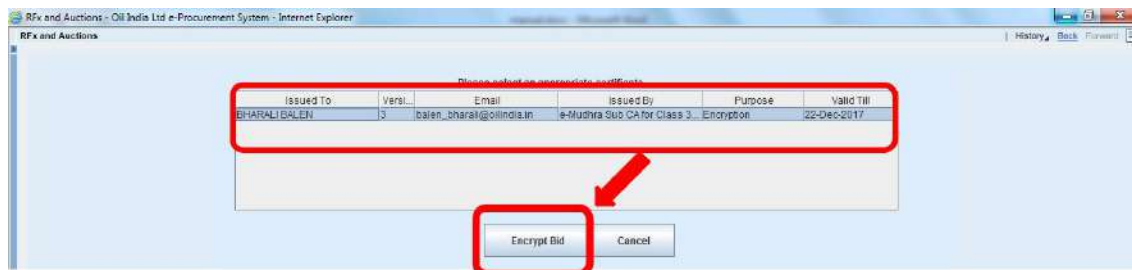 RFx and Auctions - Oil India Ltd e-Procurement System - Internet Explorer
RFx and Auctions
History Back Forward
Please select an appropriate certificate
Issued To Versi... Email Issued By Purpose Valid Till
BHARALI BALEN 3 balen_bharali@oilindia.in e-Mudhra Sub CA for Class 3... Encryption 22-Dec-2017
Encrypt Bid Cancel